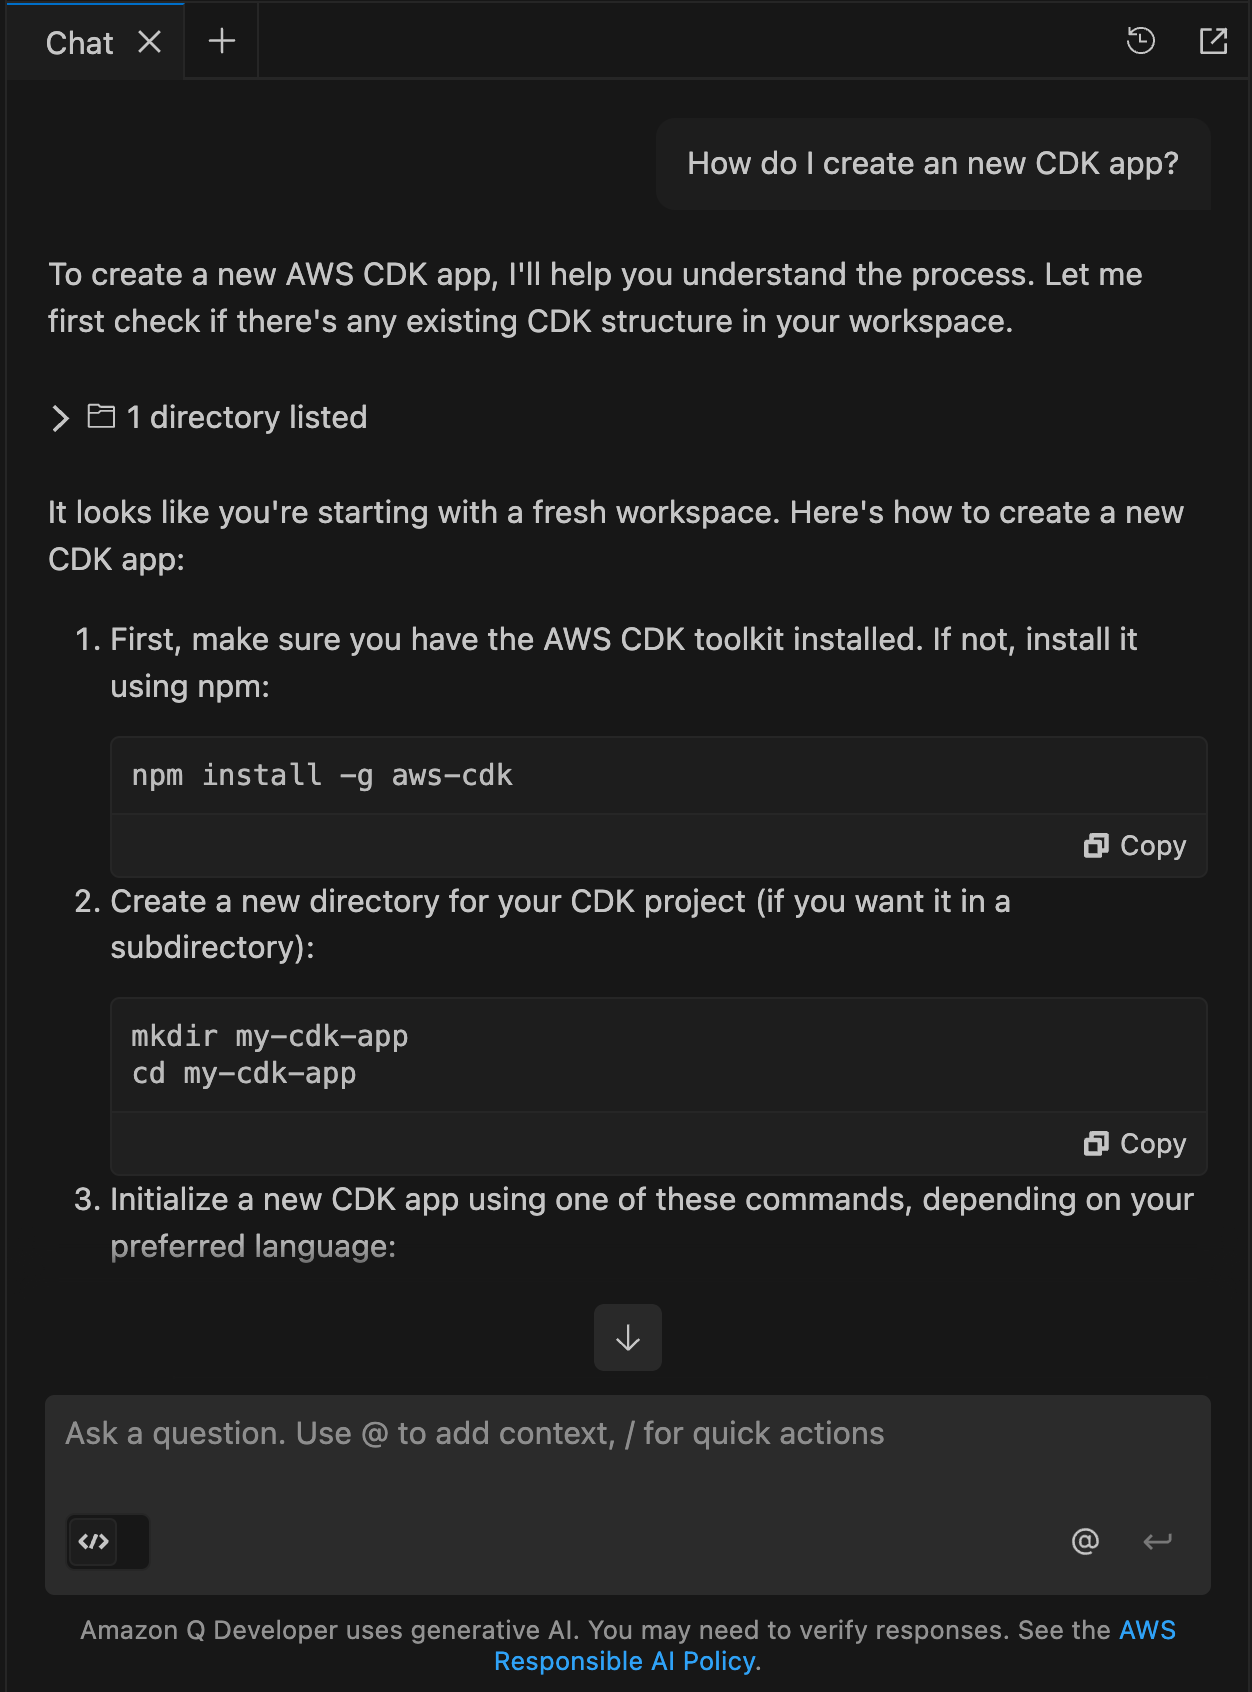 Chat
How do I create an new CDK app?
To create a new AWS CDK app, I'll help you understand the process. Let me
first check if there's any existing CDK structure in your workspace.
1 directory listed
It looks like you're starting with a fresh workspace. Here's how to create a new
CDK app:
1. First, make sure you have the AWS CDK toolkit installed. If not, install it
using npm:
npm install -g aws-cdk
Copy
2. Create a new directory for your CDK project (if you want it in a
subdirectory):
mkdir my-cdk-app
cd my-cdk-app
Copy
3. Initialize a new CDK app using one of these commands, depending on your
preferred language:
Ask a question. Use @ to add context, / for quick actions
Amazon Q Developer uses generative AI. You may need to verify responses. See the AWS
Responsible AI Policy.